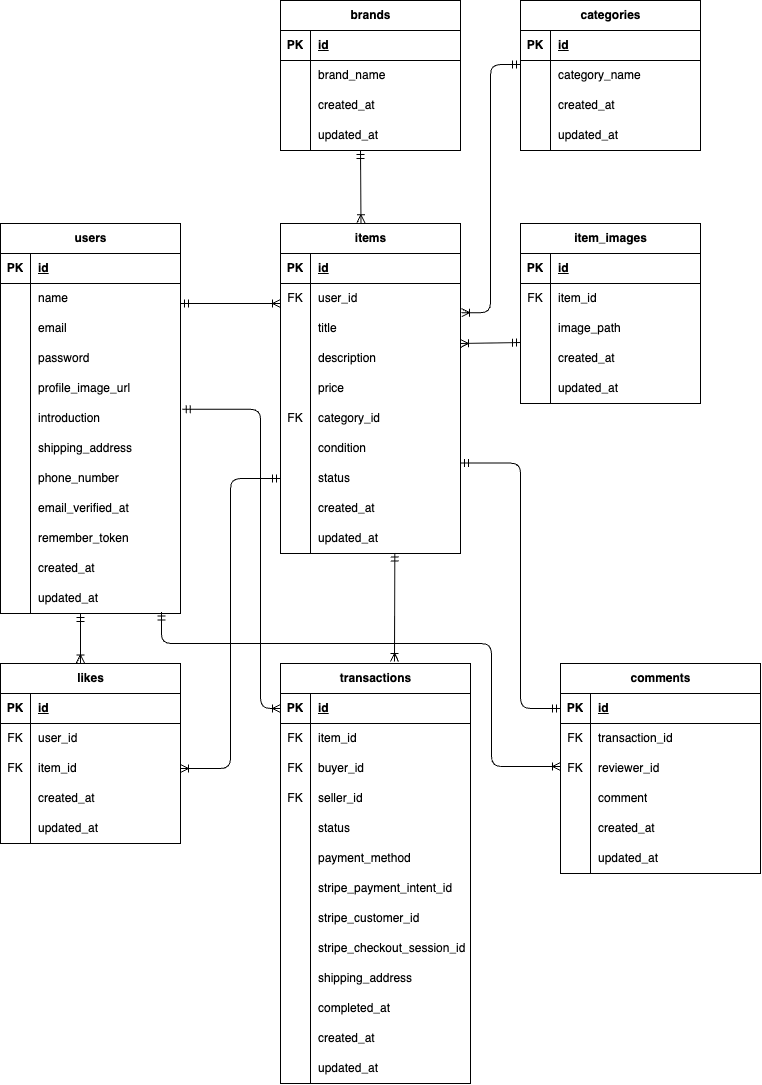 brands
PK id
brand_name
created_at
updated_at
categories
PK id
category_name
created_at
updated_at
users
PK id
name
email
password
profile_image_url
introduction
shipping_address
phone_number
email_verified_at
remember_token
created_at
updated_at
items
PK id
FK user_id
title
description
price
FK category_id
condition
status
created_at
updated_at
item_images
PK id
FK item_id
image_path
created_at
updated_at
likes
PK id
FK user_id
FK item_id
created_at
updated_at
transactions
PK id
FK item_id
FK buyer_id
FK seller_id
status
payment_method
stripe_payment_intent_id
stripe_customer_id
stripe_checkout_session_id
shipping_address
completed_at
created_at
updated_at
comments
PK id
FK transaction_id
FK reviewer_id
comment
created_at
updated_at